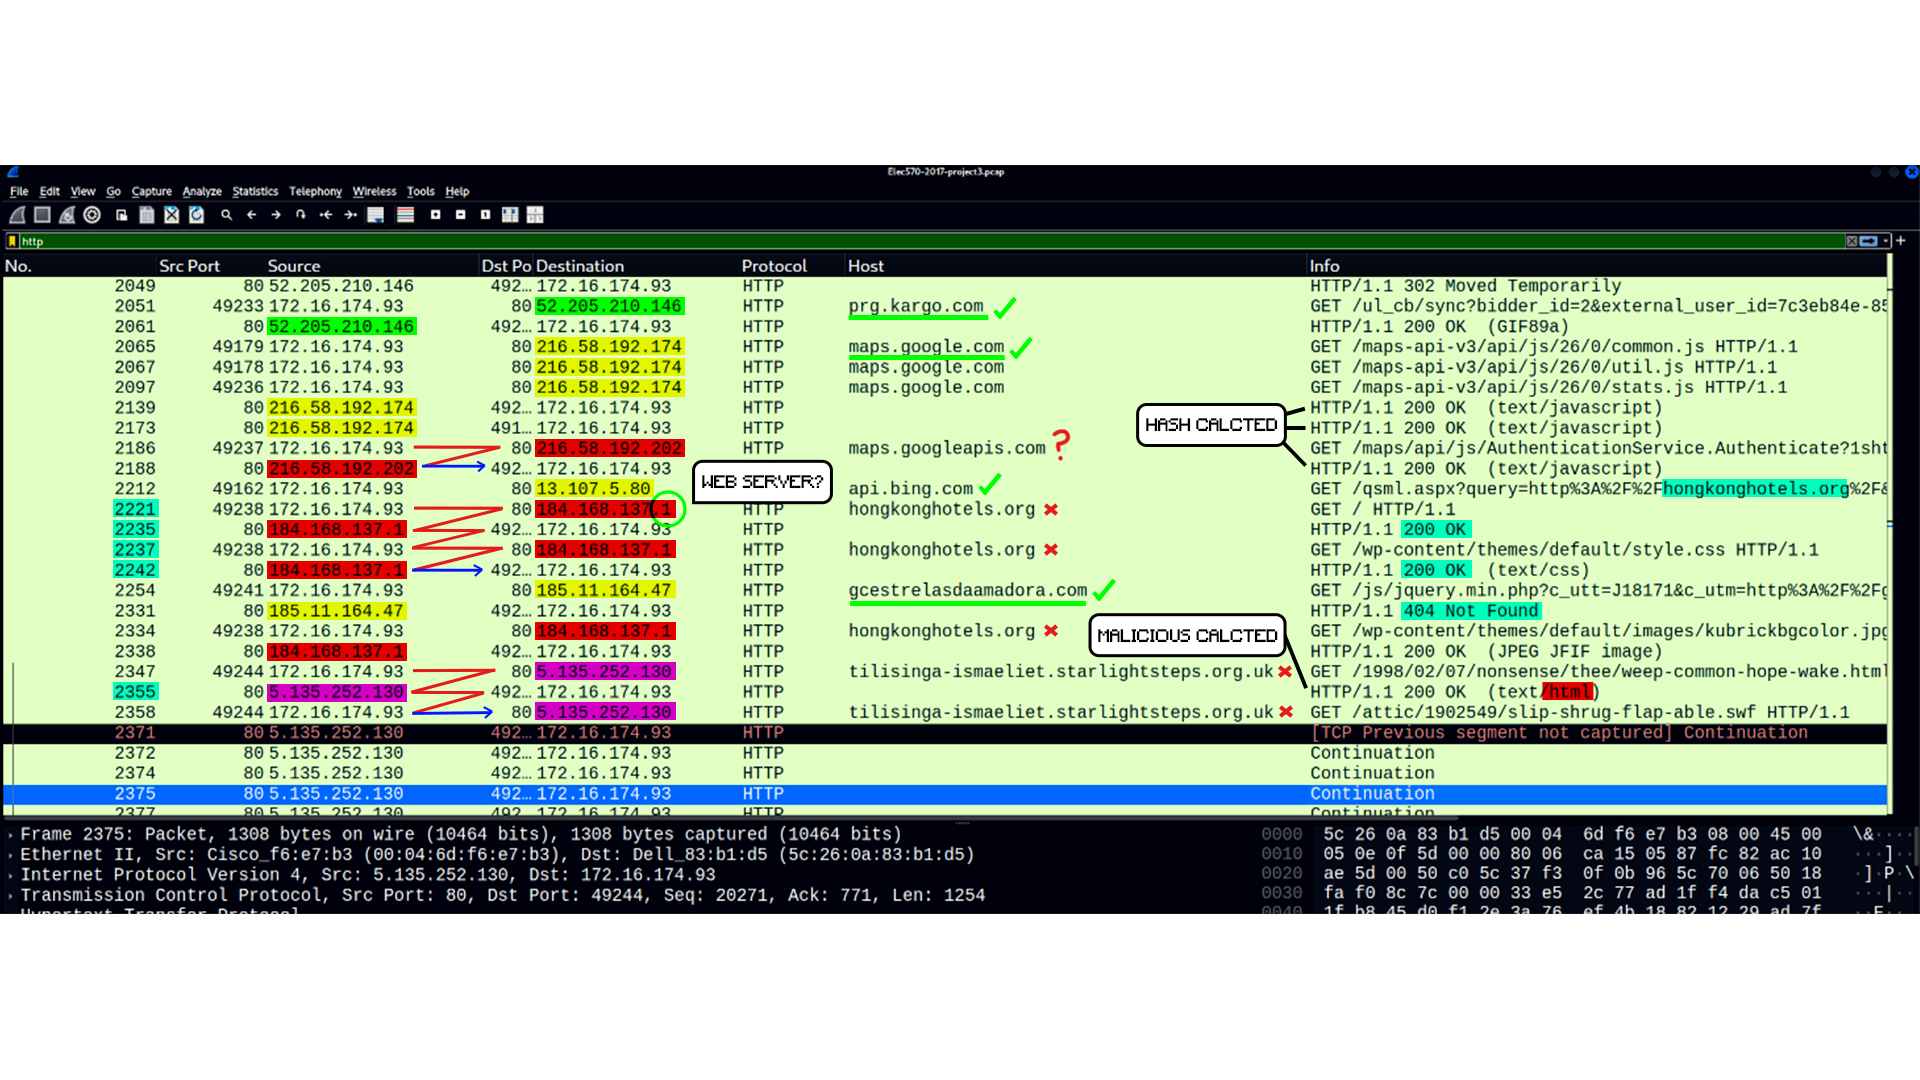 Elec570-2017-project3.pcap
File Edit View Go Capture Analyze Statistics Telephony Wireless Tools Help
http
No. Src Port Source Dst Po Destination Protocol Host Info
2049 80 52.205.210.146 492… 172.16.174.93 HTTP HTTP/1.1 302 Moved Temporarily
2051 49233 172.16.174.93 80 52.205.210.146 HTTP prg.kargo.com GET /ul_cb/sync?bidder_id=2&external_user_id=7c3eb84e-85
2061 80 52.205.210.146 492… 172.16.174.93 HTTP HTTP/1.1 200 OK (GIF89a)
2065 49179 172.16.174.93 80 216.58.192.174 HTTP maps.google.com GET /maps-api-v3/api/js/26/0/common.js HTTP/1.1
2067 49178 172.16.174.93 80 216.58.192.174 HTTP maps.google.com GET /maps-api-v3/api/js/26/0/util.js HTTP/1.1
2097 49236 172.16.174.93 80 216.58.192.174 HTTP maps.google.com GET /maps-api-v3/api/js/26/0/stats.js HTTP/1.1
2139 80 216.58.192.174 492… 172.16.174.93 HTTP HTTP/1.1 200 OK (text/javascript)
HASH CALCTED
2173 80 216.58.192.174 491… 172.16.174.93 HTTP HTTP/1.1 200 OK (text/javascript)
2186 49237 172.16.174.93 80 216.58.192.202 HTTP maps.googleapis.com ? GET /maps/api/js/AuthenticationService.Authenticate?1sht
2188 80 216.58.192.202 492… 172.16.174.93 HTTP HTTP/1.1 200 OK (text/javascript)
WEB SERVER?
2212 49162 172.16.174.93 80 13.107.5.80 HTTP api.bing.com GET /qsml.aspx?query=http%3A%2F%2Fhongkonghotels.org%2F&
2221 49238 172.16.174.93 80 184.168.137.1 HTTP hongkonghotels.org GET / HTTP/1.1
2235 80 184.168.137.1 492… 172.16.174.93 HTTP HTTP/1.1 200 OK
2237 49238 172.16.174.93 80 184.168.137.1 HTTP hongkonghotels.org GET /wp-content/themes/default/style.css HTTP/1.1
2242 80 184.168.137.1 492… 172.16.174.93 HTTP HTTP/1.1 200 OK (text/css)
2254 49241 172.16.174.93 80 185.11.164.47 HTTP gcestrelasdaamadora.com GET /js/jquery.min.php?c_utt=J18171&c_utm=http%3A%2F%2Fg
2331 80 185.11.164.47 492… 172.16.174.93 HTTP HTTP/1.1 404 Not Found
2334 49238 172.16.174.93 80 184.168.137.1 HTTP hongkonghotels.org GET /wp-content/themes/default/images/kubrickbgcolor.jpg
MALICIOUS CALCTED
2338 80 184.168.137.1 492… 172.16.174.93 HTTP HTTP/1.1 200 OK (JPEG JFIF image)
2347 49244 172.16.174.93 80 5.135.252.130 HTTP tilisinga-ismaeliet.starlightsteps.org.uk GET /1998/02/07/nonsense/thee/weep-common-hope-wake.html
2355 80 5.135.252.130 492… 172.16.174.93 HTTP HTTP/1.1 200 OK (text/html)
2358 49244 172.16.174.93 80 5.135.252.130 HTTP tilisinga-ismaeliet.starlightsteps.org.uk GET /attic/1902549/slip-shrug-flap-able.swf HTTP/1.1
2371 80 5.135.252.130 492… 172.16.174.93 HTTP [TCP Previous segment not captured] Continuation
2372 80 5.135.252.130 492… 172.16.174.93 HTTP Continuation
2374 80 5.135.252.130 492… 172.16.174.93 HTTP Continuation
2375 80 5.135.252.130 492… 172.16.174.93 HTTP Continuation
2377 80 5.135.252.130 492… 172.16.174.93 HTTP Continuation
Frame 2375: Packet, 1308 bytes on wire (10464 bits), 1308 bytes captured (10464 bits)
Ethernet II, Src: Cisco_f6:e7:b3 (00:04:6d:f6:e7:b3), Dst: Dell_83:b1:d5 (5c:26:0a:83:b1:d5)
Internet Protocol Version 4, Src: 5.135.252.130, Dst: 172.16.174.93
Transmission Control Protocol, Src Port: 80, Dst Port: 49244, Seq: 20271, Ack: 771, Len: 1254
Hypertext Transfer Protocol
0000 5c 26 0a 83 b1 d5 00 04 6d f6 e7 b3 08 00 45 00 \&····
0010 05 0e 0f 5d 00 00 80 06 ca 15 05 87 fc 82 ac 10 ···]··
0020 ae 5d 00 50 c0 5c 37 f3 0f 0b 96 5c 70 06 50 18 ·]·P·\
0030 fa f0 8c 7c 00 00 33 e5 2c 77 ad 1f f4 da c5 01 ···|··
0040 1f b8 45 d0 f1 2e 3a 76 ef 4b 18 82 12 29 ad 7f ··E···